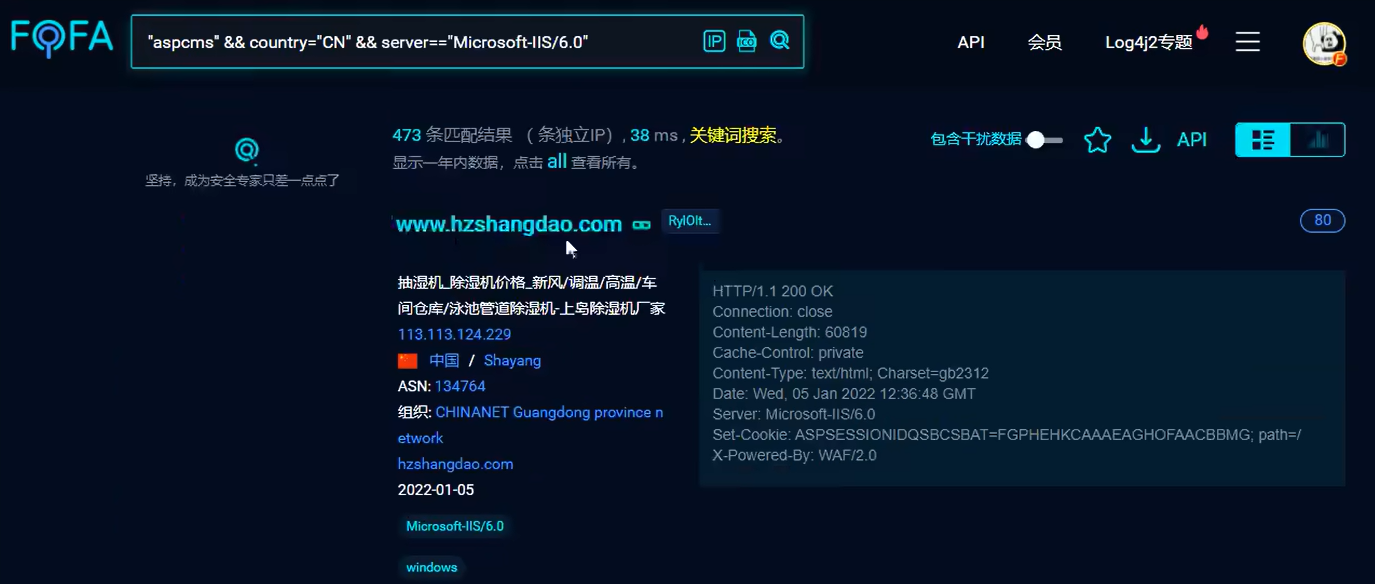 FOFA
"aspcms" && country="CN" && server=="Microsoft-IIS/6.0"
IP
ICO
API
会员
Log4j2专题
F
坚持，成为安全专家只差一点点了
473 条匹配结果 （ 条独立IP）, 38 ms , 关键词搜索。
显示一年内数据，点击 all 查看所有。
包含干扰数据
API
www.hzshangdao.com
RylOIt...
80
抽湿机_除湿机价格_新风/调温/高温/车
间仓库/泳池管道除湿机-上岛除湿机厂家
113.113.124.229
中国 / Shayang
ASN: 134764
组织: CHINANET Guangdong province n
etwork
hzshangdao.com
2022-01-05
Microsoft-IIS/6.0
windows
HTTP/1.1 200 OK
Connection: close
Content-Length: 60819
Cache-Control: private
Content-Type: text/html; Charset=gb2312
Date: Wed, 05 Jan 2022 12:36:48 GMT
Server: Microsoft-IIS/6.0
Set-Cookie: ASPSESSIONIDQSBCSBAT=FGPHEHKCAAAEAGHOFAACBBMG; path=/
X-Powered-By: WAF/2.0